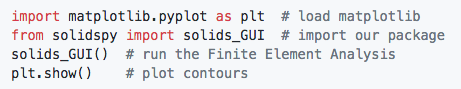 import matplotlib.pyplot as plt  # load matplotlib
from solidspy import solids_GUI  # import our package
solids_GUI()  # run the Finite Element Analysis
plt.show()    # plot contours